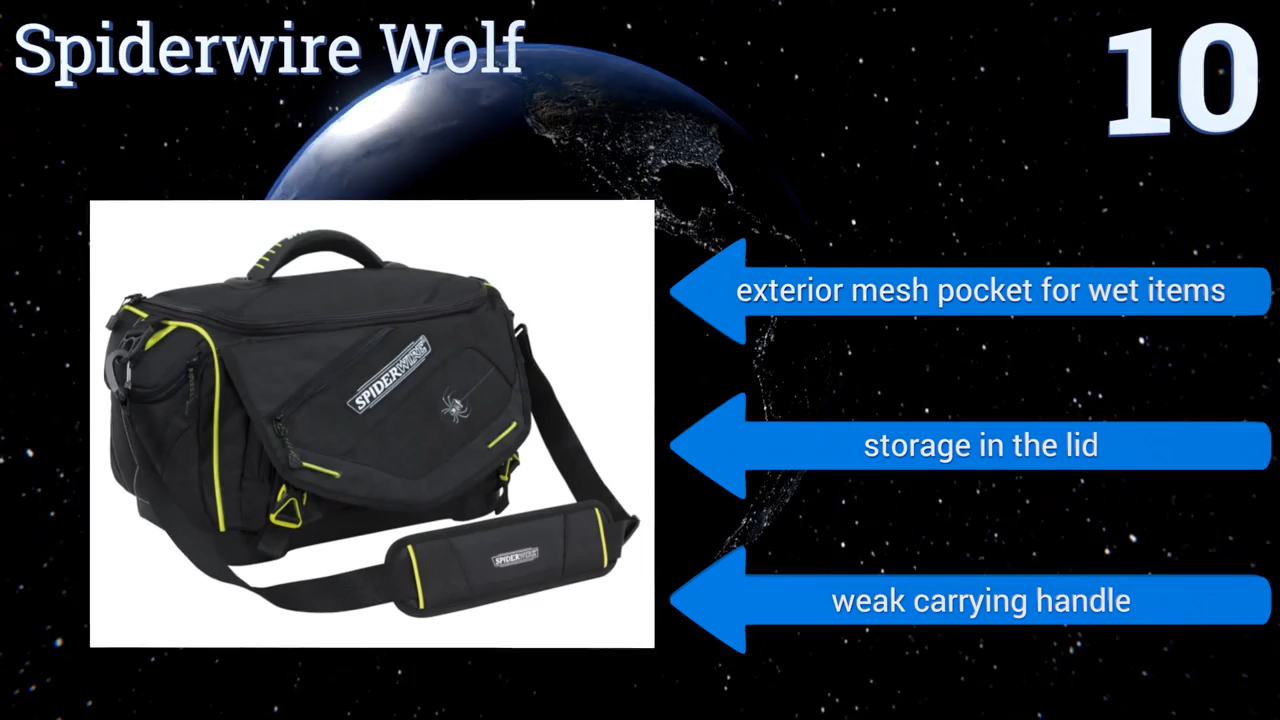 Spiderwire Wolf
10
exterior mesh pocket for wet items
SPIDERWIRE
storage in the lid
SPIDERWIRE
weak carrying handle